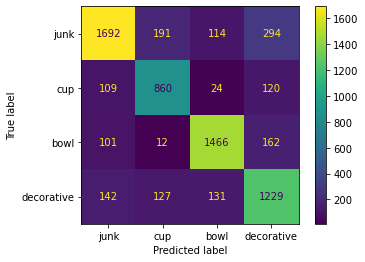 junk 1692 191 114 294
cup 109 860 24 120
bowl 101 12 1466 162
decorative 142 127 131 1229
junk cup bowl decorative
Predicted label
True label
1600
1400
1200
1000
800
600
400
200